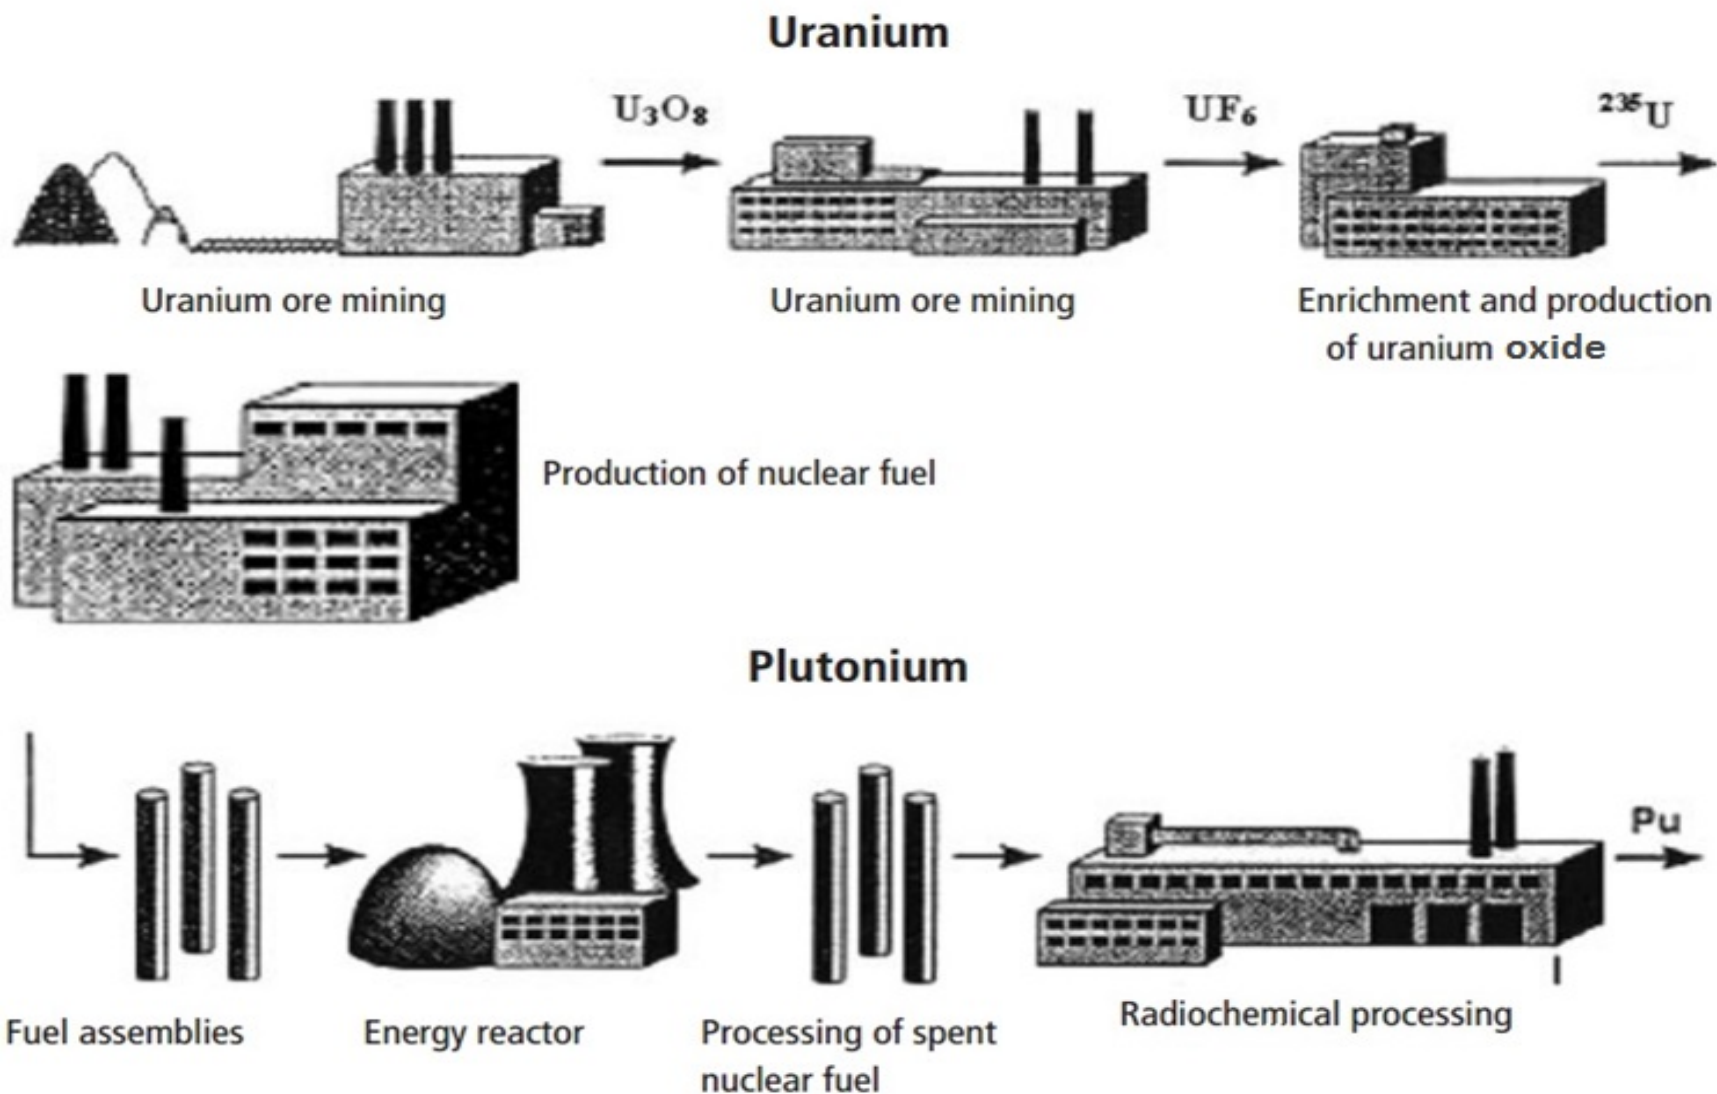 Uranium
U₃O₈
UF₆
²³⁵U
Uranium ore mining
Uranium ore mining
Enrichment and production
of uranium oxide
Production of nuclear fuel
Plutonium
Pu
Fuel assemblies
Energy reactor
Processing of spent
nuclear fuel
Radiochemical processing